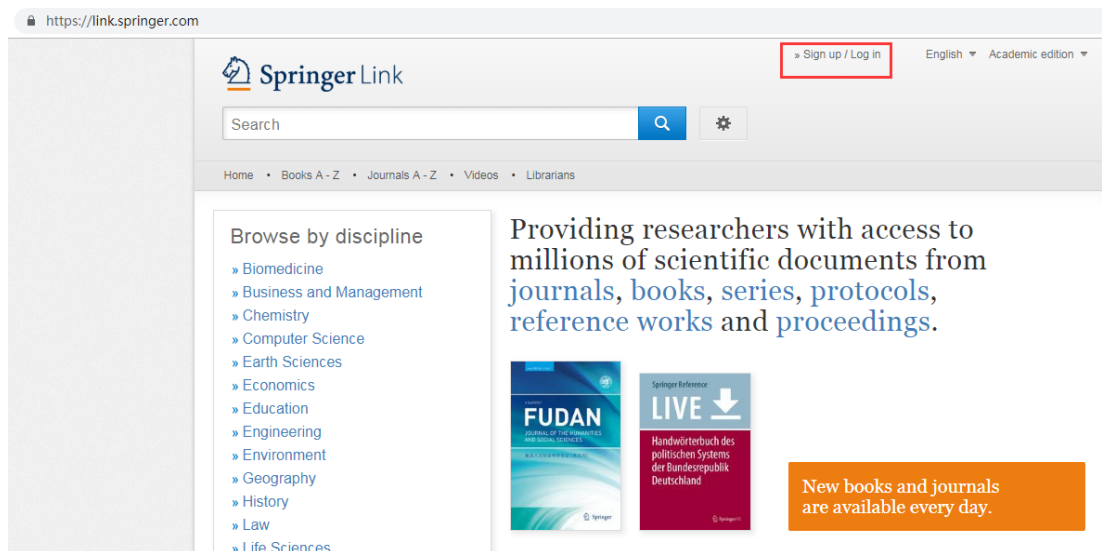 https://link.springer.com
» Sign up / Log in
English
Academic edition
Springer Link
Search
Home • Books A - Z • Journals A - Z • Videos • Librarians
Browse by discipline
» Biomedicine
» Business and Management
» Chemistry
» Computer Science
» Earth Sciences
» Economics
» Education
» Engineering
» Environment
» Geography
» History
» Law
» Life Sciences
Providing researchers with access to
millions of scientific documents from
journals, books, series, protocols,
reference works and proceedings.
FUDAN
JOURNAL OF THE HUMANITIES
AND SOCIAL SCIENCES
Springer
Springer Reference
LIVE
Handwörterbuch des
politischen Systems
der Bundesrepublik
Deutschland
Springer
New books and journals
are available every day.